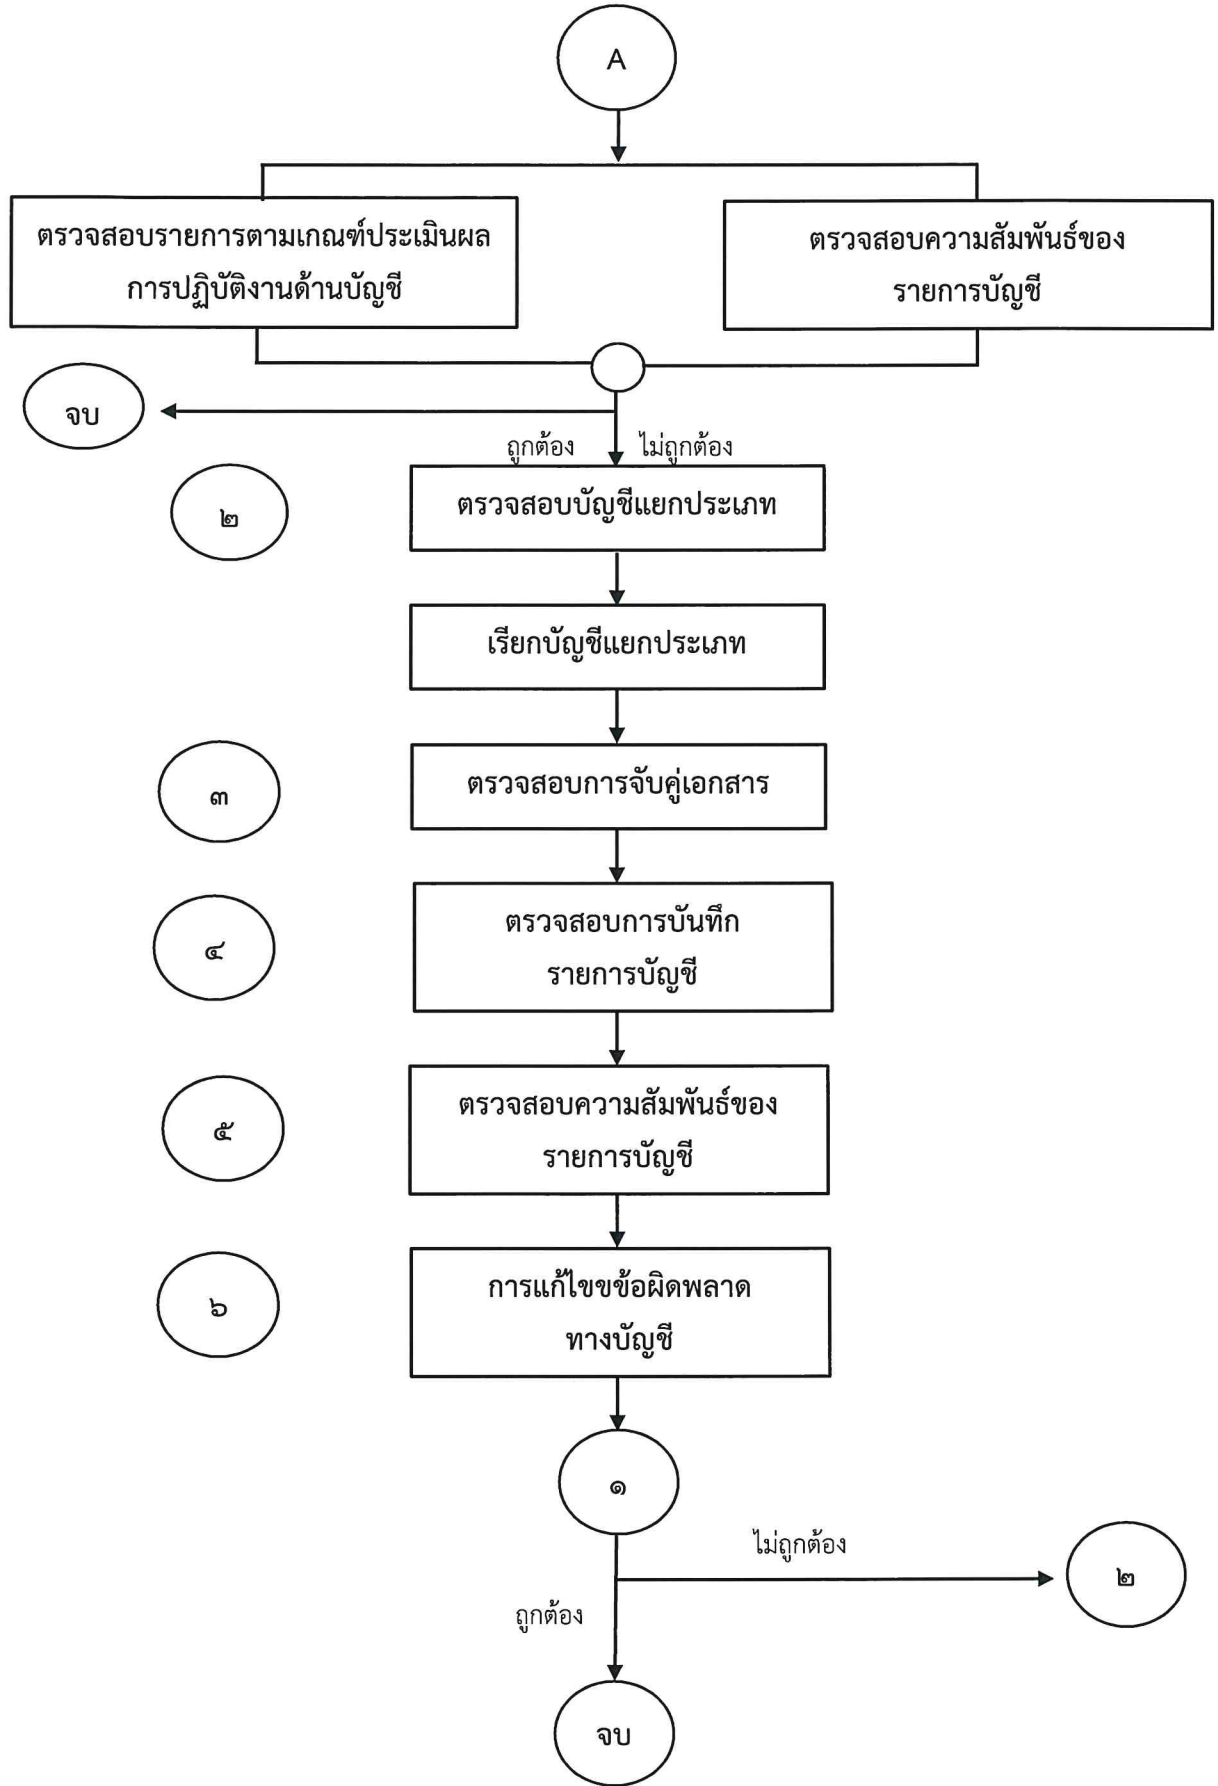 A
ตรวจสอบรายการตามเกณฑ์ประเมินผล
การปฏิบัติงานด้านบัญชี
ตรวจสอบความสัมพันธ์ของ
รายการบัญชี
จบ
ถูกต้อง
ไม่ถูกต้อง
๒
ตรวจสอบบัญชีแยกประเภท
เรียกบัญชีแยกประเภท
๓
ตรวจสอบการจับคู่เอกสาร
๔
ตรวจสอบการบันทึก
รายการบัญชี
๕
ตรวจสอบความสัมพันธ์ของ
รายการบัญชี
๖
การแก้ไขข้อผิดพลาด
ทางบัญชี
๑
ไม่ถูกต้อง
๒
ถูกต้อง
จบ